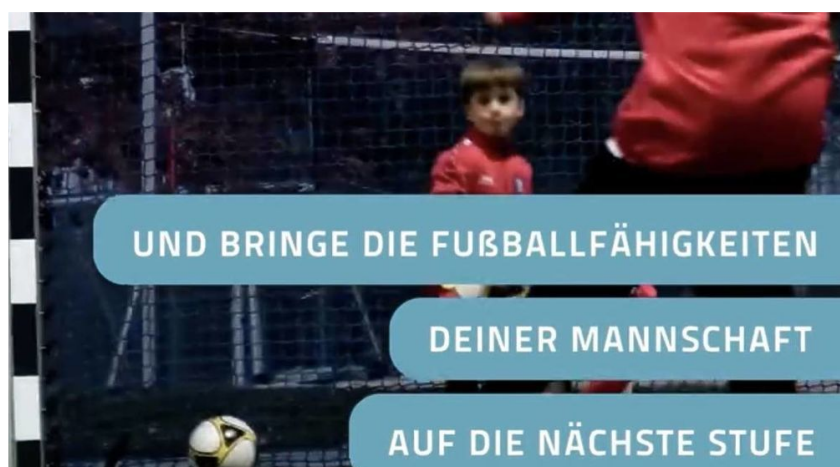 UND BRINGE DIE FUßBALLFÄHIGKEITEN
DEINER MANNSCHAFT
AUF DIE NÄCHSTE STUFE